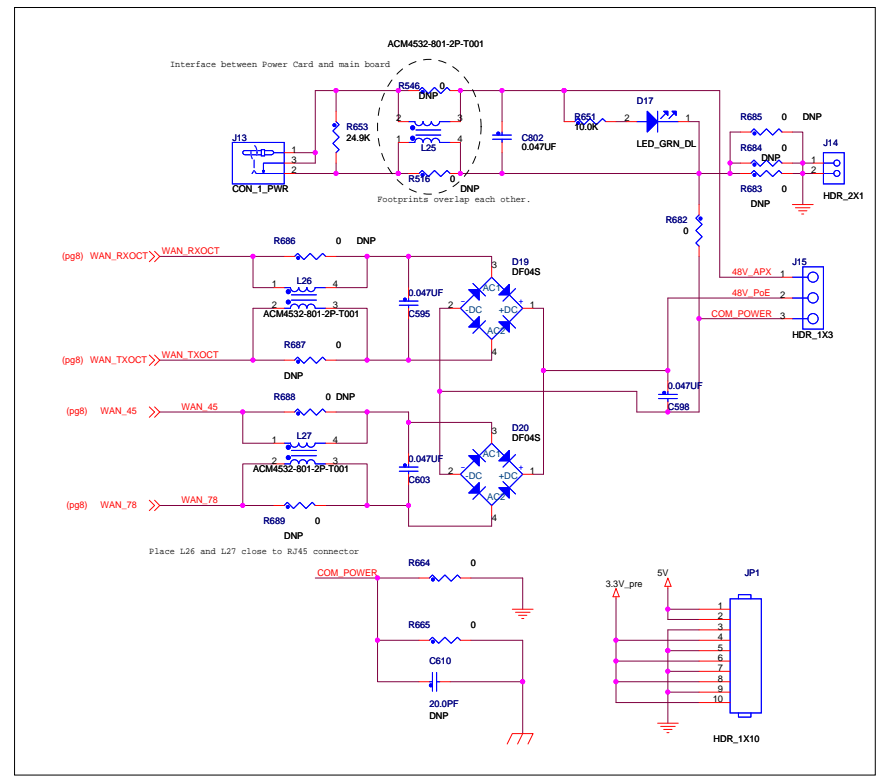 ACM4532-801-2P-T001
Interface between Power Card and main board
R546 0
DNP
D17
R685 0 DNP
R653
24.9K
2 3
1 4
L25
C802
0.047UF
R651
10.0K
2 1
LED_GRN_DL
R684 0
DNP
J14
1
2
HDR_2X1
J13
1
3
2
CON_1_PWR
R516 0
DNP
Footprints overlap each other.
R683 0
DNP
R682
0
R686 0 DNP
(pg8) WAN_RXOCT WAN_RXOCT
L26
1 4
2 3
ACM4532-801-2P-T001
0.047UF
C595
D19
DF04S
3
AC1
- +
2 -DC +DC 1
AC2
4
J15
48V_APX 1
48V_PoE 2
COM_POWER 3
HDR_1X3
R687 0
(pg8) WAN_TXOCT WAN_TXOCT
DNP
R688 0 DNP
0.047UF
C598
(pg8) WAN_45 WAN_45
L27
1 4
2 3
ACM4532-801-2P-T001
0.047UF
C603
D20
DF04S
3
AC1
- +
2 -DC +DC 1
AC2
4
(pg8) WAN_78 WAN_78
R689 0
DNP
Place L26 and L27 close to RJ45 connector
COM_POWER
R664 0
R665 0
C610
20.0PF
DNP
3.3V_pre
5V
JP1
1
2
3
4
5
6
7
8
9
10
HDR_1X10